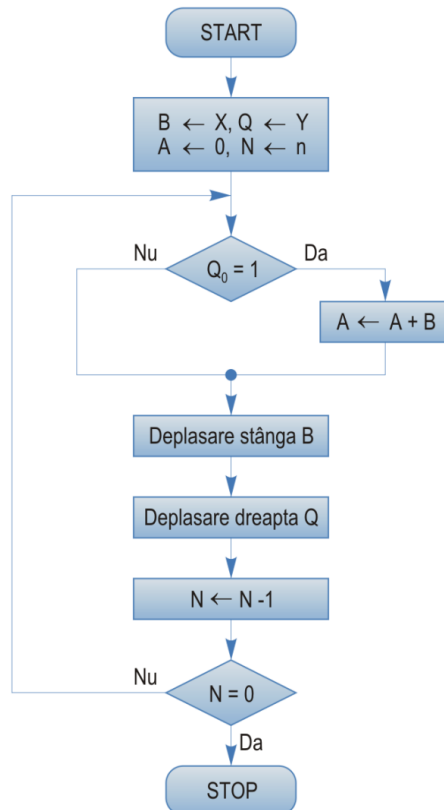 START
B ← X, Q ← Y
A ← 0, N ← n
Nu
Da
Q₀ = 1
A ← A + B
Deplasare stânga B
Deplasare dreapta Q
N ← N -1
Nu
N = 0
Da
STOP